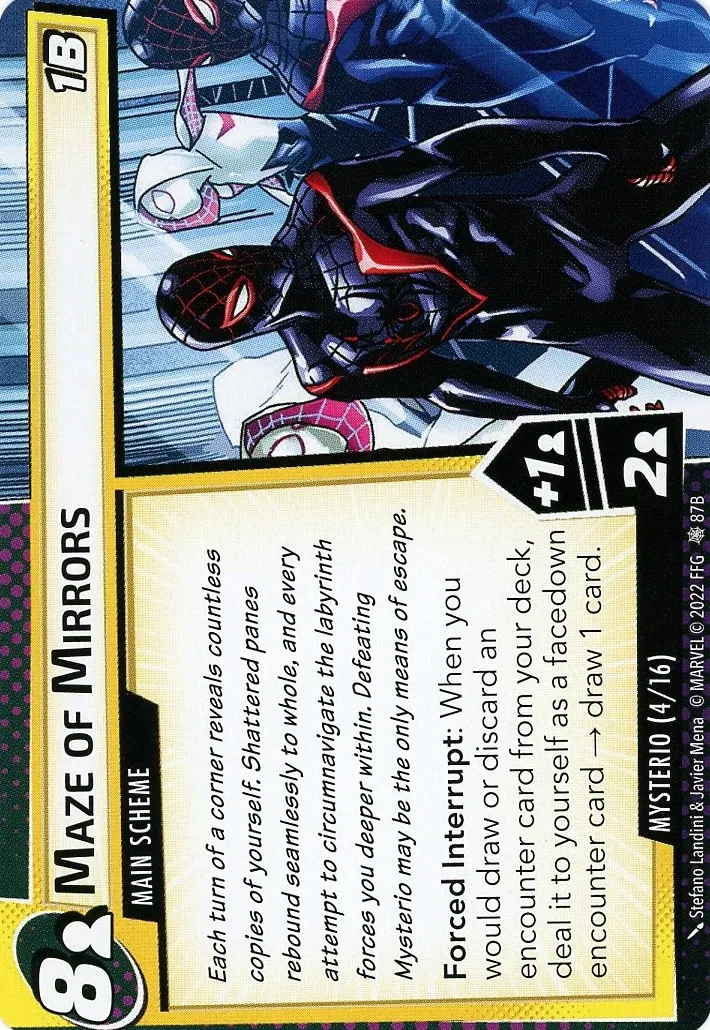 8
MAZE OF MIRRORS
1B
MAIN SCHEME
Each turn of a corner reveals countless
copies of yourself. Shattered panes
rebound seamlessly to whole, and every
attempt to circumnavigate the labyrinth
forces you deeper within. Defeating
Mysterio may be the only means of escape.
Forced Interrupt: When you
would draw or discard an
encounter card from your deck,
deal it to yourself as a facedown
encounter card → draw 1 card.
+1
2
MYSTERIO (4/16)
Stefano Landini & Javier Mena © MARVEL © 2022 FFG 87B